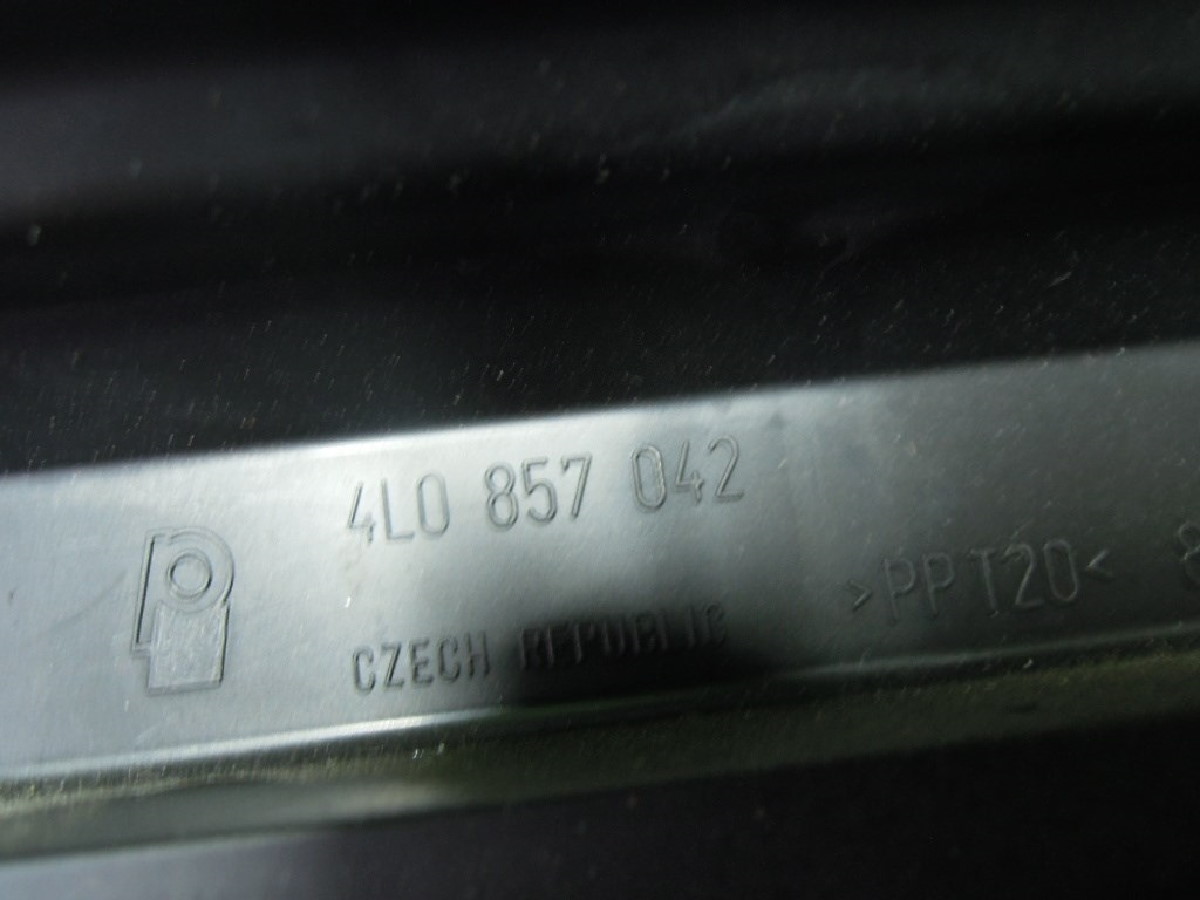 4L0 857 042
>PPT20<
CZECH REPUBLIC